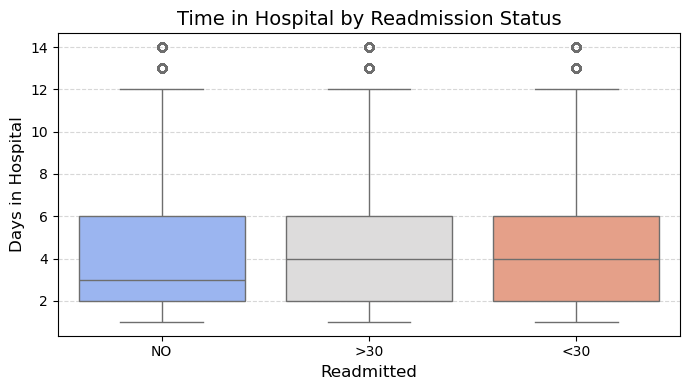 Time in Hospital by Readmission Status
Days in Hospital
14
12
10
8
6
4
2
NO
>30
<30
Readmitted